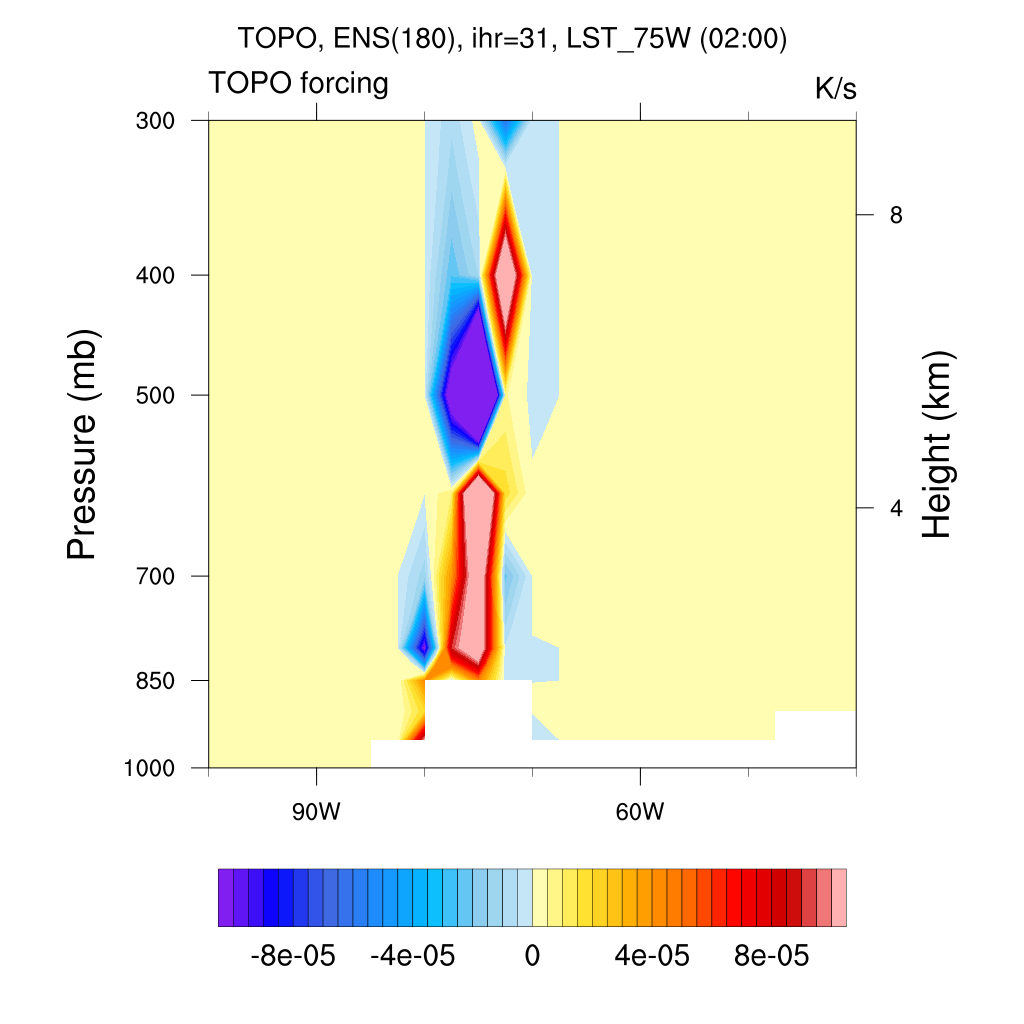 TOPO, ENS(180), ihr=31, LST_75W (02:00)
TOPO forcing
K/s
300
400
500
700
850
1000
Pressure (mb)
8
4
Height (km)
90W
60W
-8e-05
-4e-05
0
4e-05
8e-05